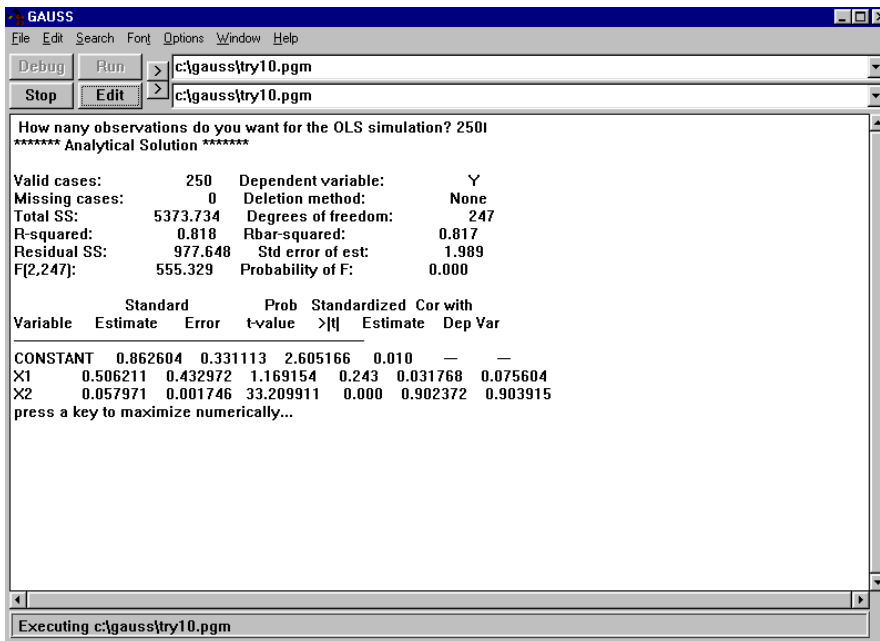 GAUSS
File Edit Search Font Options Window Help
Debug Run > c:\gauss\try10.pgm
Stop Edit > c:\gauss\try10.pgm
How nany observations do you want for the OLS simulation? 250
******* Analytical Solution *******
Valid cases: 250 Dependent variable: Y
Missing cases: 0 Deletion method: None
Total SS: 5373.734 Degrees of freedom: 247
R-squared: 0.818 Rbar-squared: 0.817
Residual SS: 977.648 Std error of est: 1.989
F(2,247): 555.329 Probability of F: 0.000
Standard Prob Standardized Cor with
Variable Estimate Error t-value >|t| Estimate Dep Var
CONSTANT 0.862604 0.331113 2.605166 0.010 — —
X1 0.506211 0.432972 1.169154 0.243 0.031768 0.075604
X2 0.057971 0.001746 33.209911 0.000 0.902372 0.903915
press a key to maximize numerically...
Executing c:\gauss\try10.pgm